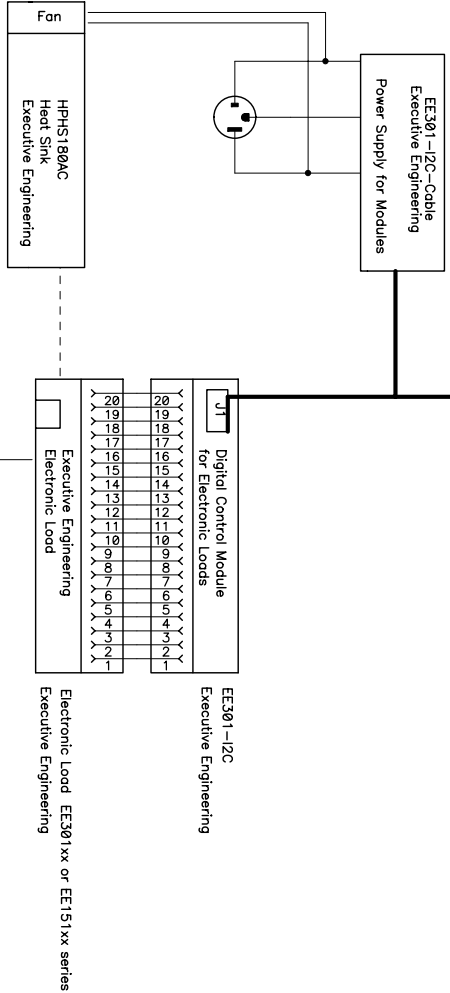 Fan
HPHS180AC
Heat Sink
Executive Engineering
EE301-I2C-Cable
Executive Engineering
Power Supply for Modules
J1
Digital Control Module
for Electronic Loads
20 20
19 19
18 18
17 17
16 16
15 15
14 14
13 13
12 12
11 11
10 10
9 9
8 8
7 7
6 6
5 5
4 4
3 3
2 2
1 1
Executive Engineering
Electronic Load
EE301-I2C
Executive Engineering
Electronic Load EE301xx or EE151xx series
Executive Engineering